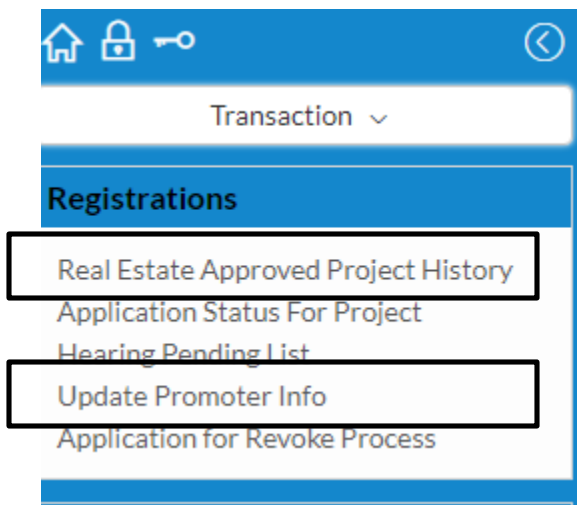 Transaction
Registrations
Real Estate Approved Project History
Application Status For Project
Hearing Pending List
Update Promoter Info
Application for Revoke Process